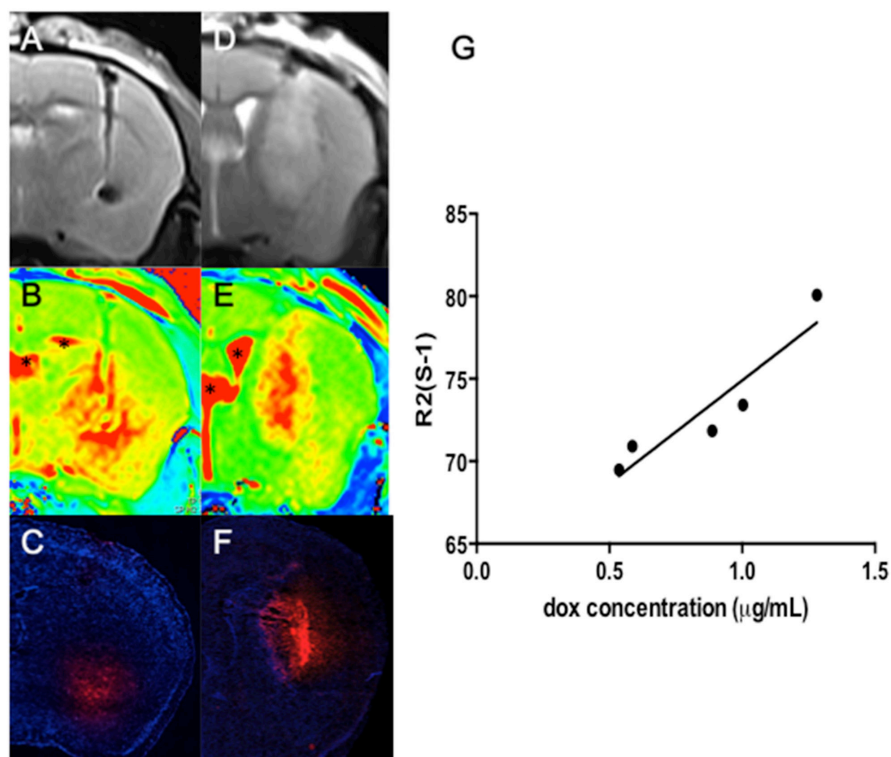 A
D
G
B
E
*
*
*
*
C
F
85
80
75
70
65
R2(S-1)
0.0
0.5
1.0
1.5
dox concentration (μg/mL)